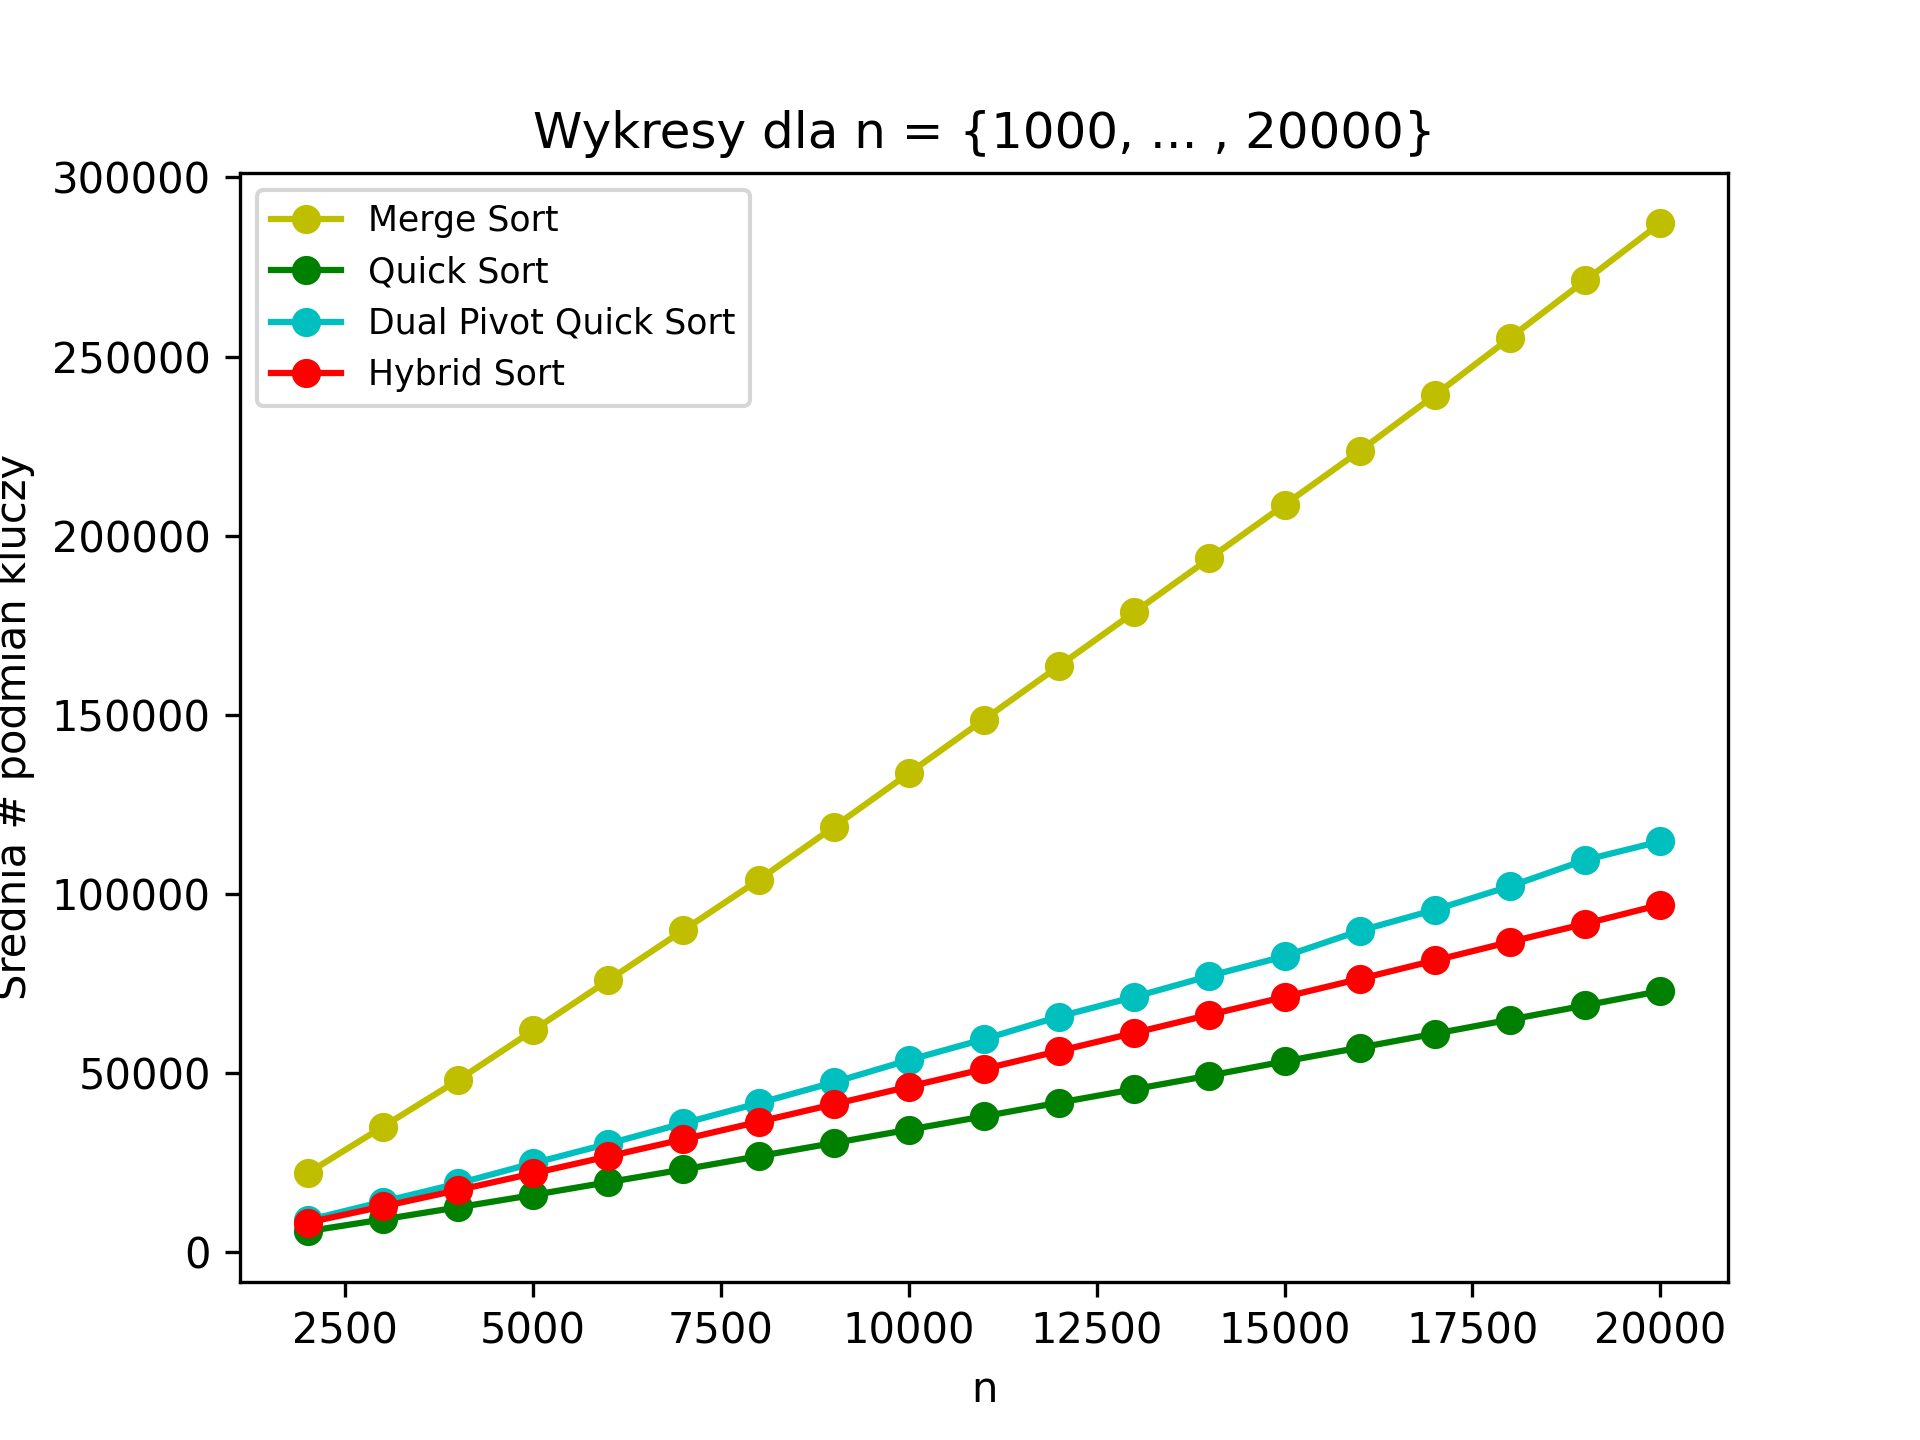 Wykresy dla n = {1000, ... , 20000}
300000
250000
200000
150000
100000
50000
0
Średnia # podmian kluczy
Merge Sort
Quick Sort
Dual Pivot Quick Sort
Hybrid Sort
2500 5000 7500 10000 12500 15000 17500 20000
n